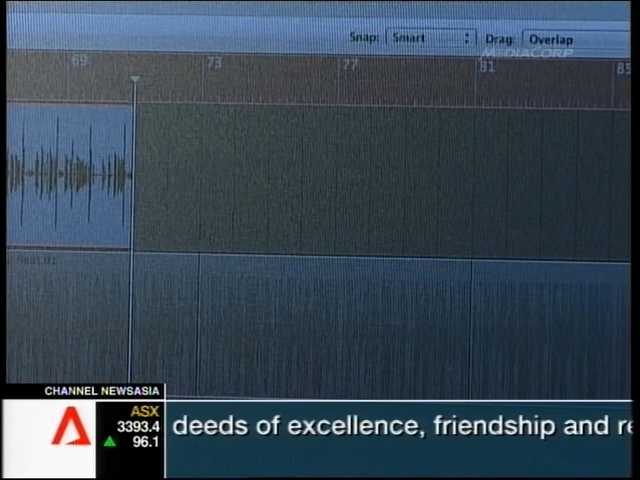 Snap: Smart Drag: Overlap
MEDIACORP
69 73 77 81 85
CHANNEL NEWSASIA
ASX
3393.4
96.1
deeds of excellence, friendship and re